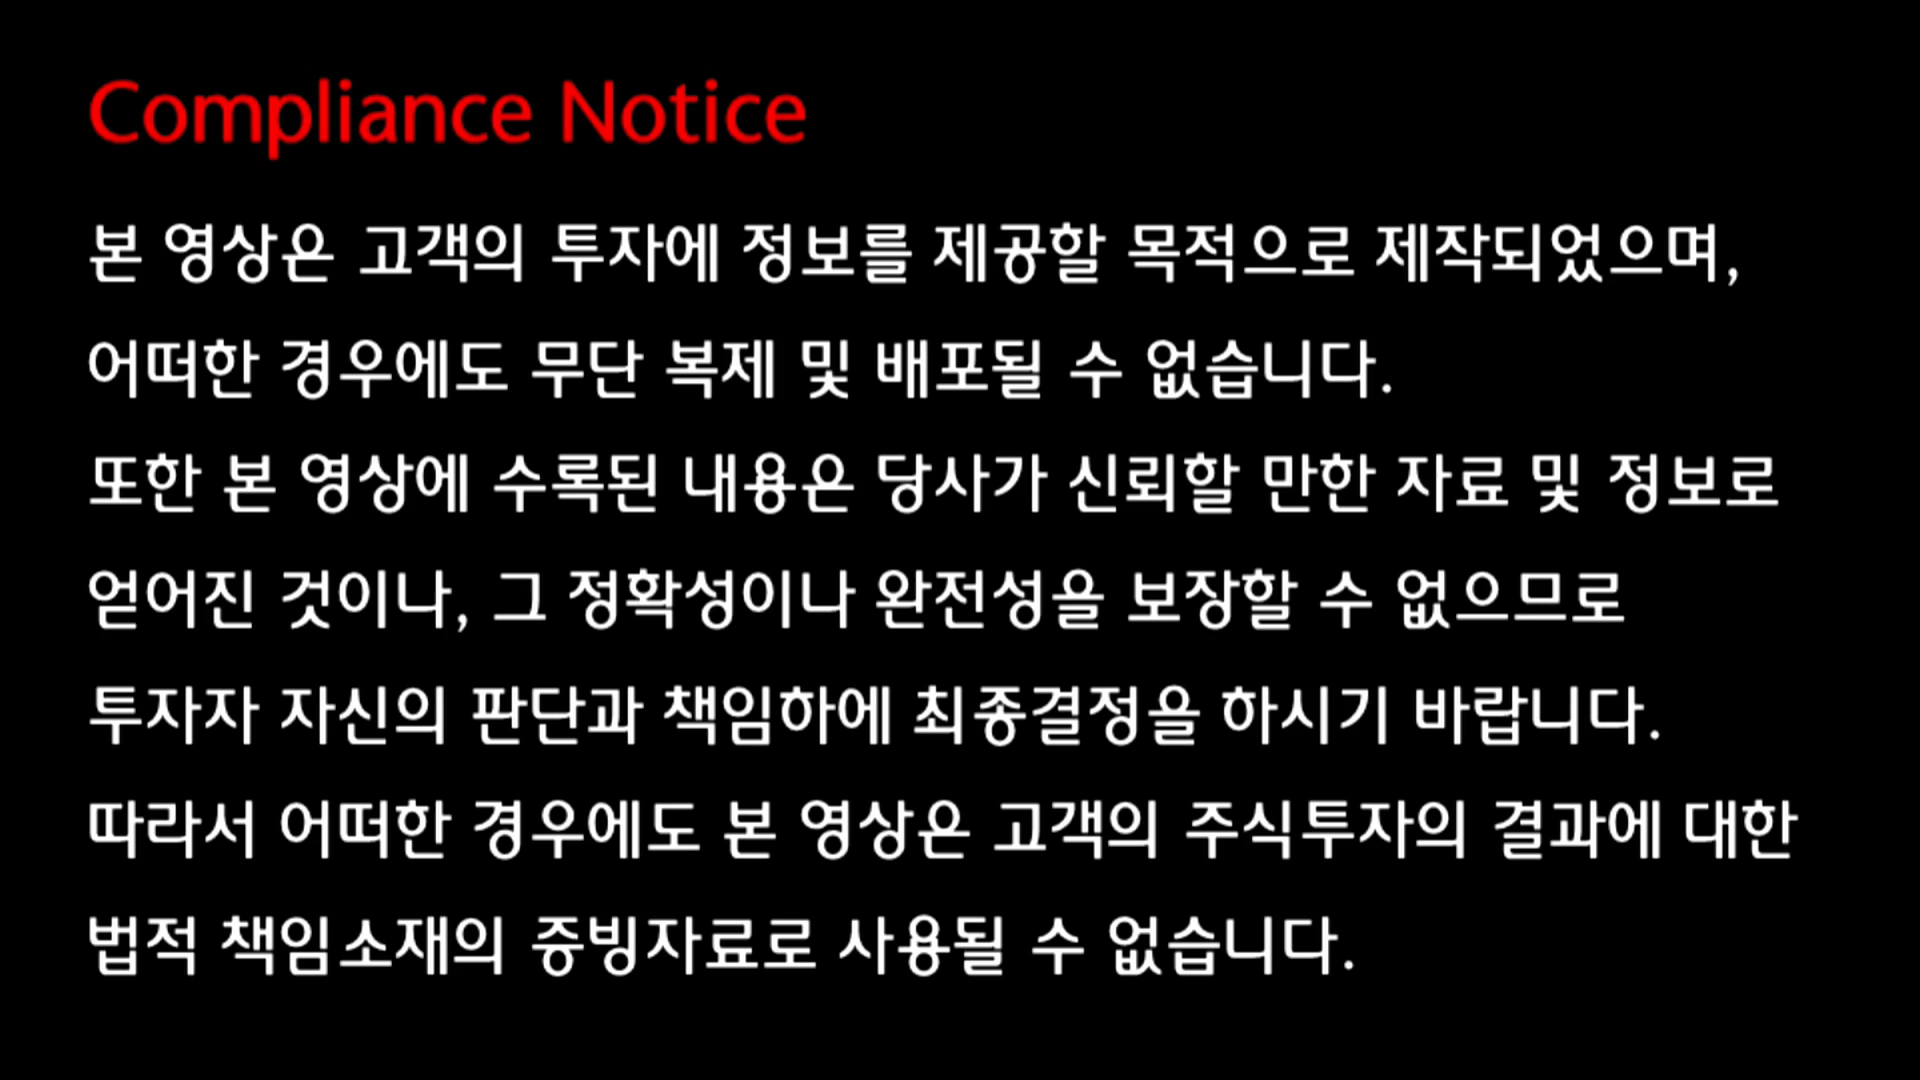 Compliance Notice
본 영상은 고객의 투자에 정보를 제공할 목적으로 제작되었으며,
어떠한 경우에도 무단 복제 및 배포될 수 없습니다.
또한 본 영상에 수록된 내용은 당사가 신뢰할 만한 자료 및 정보로
얻어진 것이나, 그 정확성이나 완전성을 보장할 수 없으므로
투자자 자신의 판단과 책임하에 최종결정을 하시기 바랍니다.
따라서 어떠한 경우에도 본 영상은 고객의 주식투자의 결과에 대한
법적 책임소재의 증빙자료로 사용될 수 없습니다.